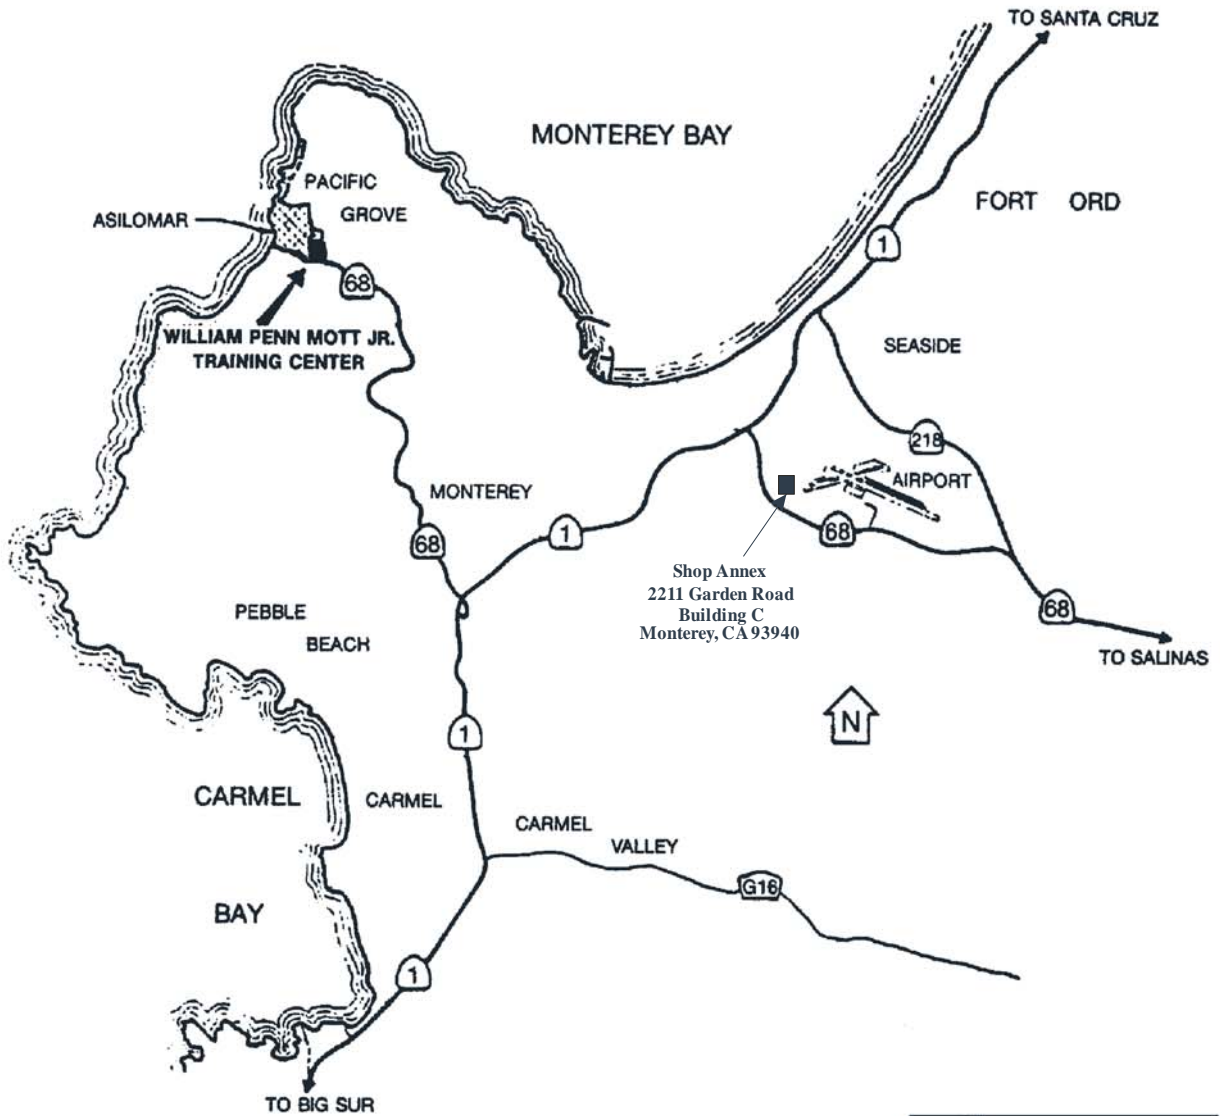 TO SANTA CRUZ
MONTEREY BAY
PACIFIC
GROVE
FORT ORD
ASILOMAR
1
68
WILLIAM PENN MOTT JR.
TRAINING CENTER
SEASIDE
218
AIRPORT
MONTEREY
68
1
68
Shop Annex
2211 Garden Road
Building C
Monterey, CA 93940
68
PEBBLE
BEACH
TO SALINAS
N
1
CARMEL
CARMEL
CARMEL
VALLEY
G16
BAY
1
TO BIG SUR